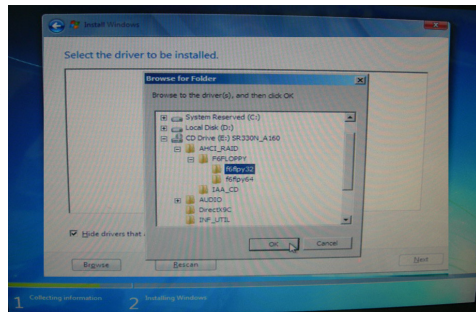 Install Windows
Select the driver to be installed.
Browse for Folder
Browse to the driver(s), and then click OK
System Reserved (C:)
Local Disk (D:)
CD Drive (E:) SR330N_A160
AHCI_RAID
F6FLOPPY
f6flpy32
f6flpy64
IAA_CD
AUDIO
DirectX9C
INF_UTIL
OK Cancel
Hide drivers that
Browse Rescan Next
1 Collecting information 2 Installing Windows